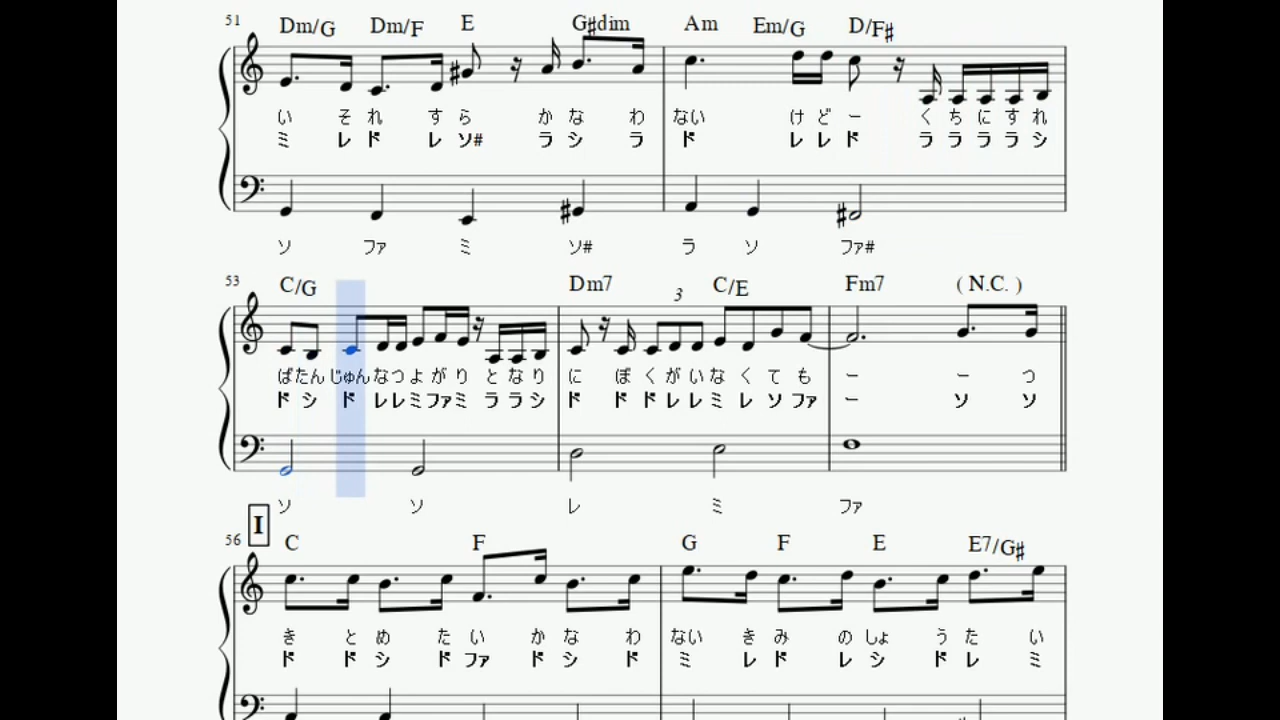 51 Dm/G Dm/F E G#dim Am Em/G D/F#
い そ れ す ら か な わ ない け ど ー く ち に す れ
ミ レ ド レ ソ# ラ シ ラ ド レ レ ド ラ ラ ラ ラ シ
ソ ファ ミ ソ# ラ ソ ファ#
53 C/G Dm7 3 C/E Fm7 ( N.C. )
ば たん じゅん な つ よ が り と な り に ぼ く が い な く て も ー ー つ
ド シ ド レ レ ミ ファ ミ ラ ラ シ ド ド ド レ レ ミ レ ソ ファ ー ソ ソ
ソ ソ レ ミ ファ
I
56 C F G F E E7/G#
き と め た い か な わ ない き み の しょ う た い
ド ド シ ド ファ ド シ ド ミ レ ド レ シ ド レ ミ